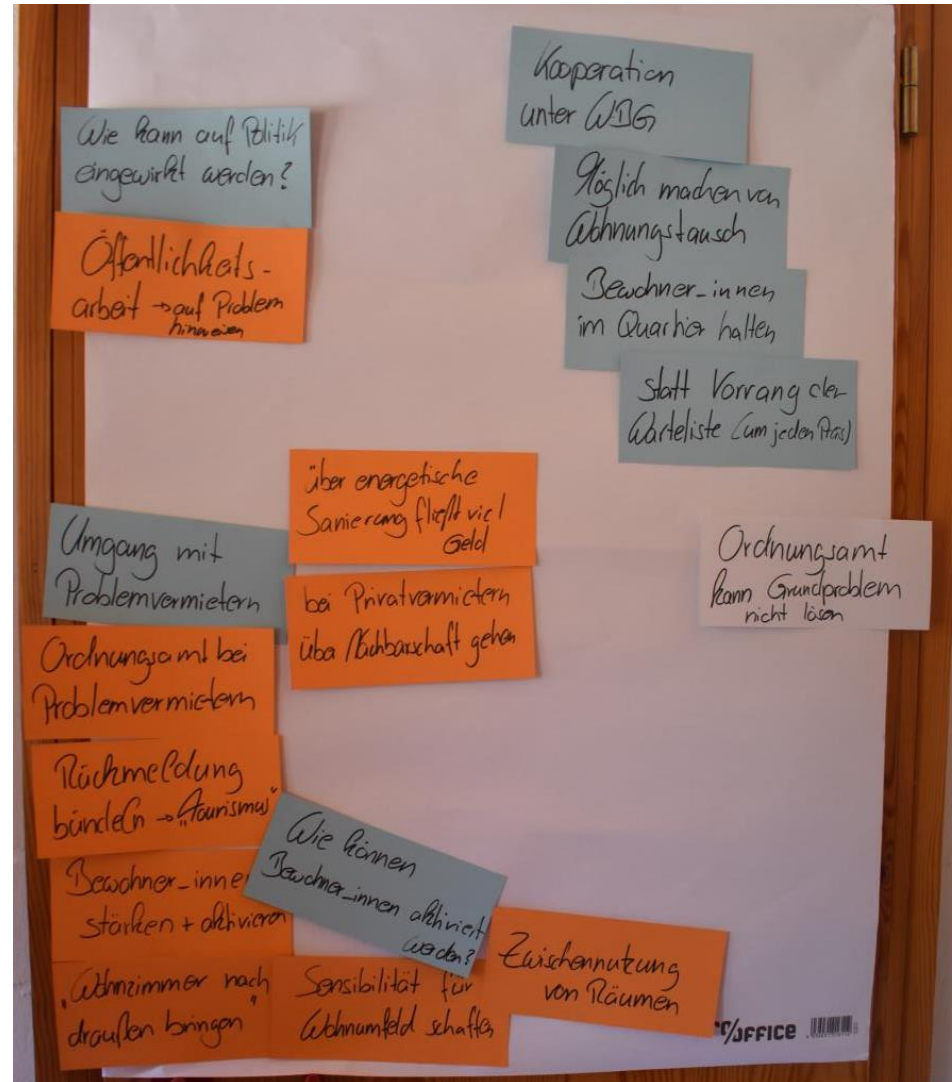 Wie kann auf Politik
eingewirkt werden?
Öffentlichkeits-
arbeit → auf Problem
hinweisen
Kooperation
unter WBG
Möglich machen von
Wohnungstausch
Bewohner_innen
im Quartier halten
statt Vorrang der
Warteliste (um jeden Preis)
über energetische
Sanierung fließt viel
Geld
bei Privatvermietern
über Nachbarschaft gehen
Ordnungsamt
kann Grundproblem
nicht lösen
Umgang mit
Problemvermietern
Ordnungsamt bei
Problemvermietern
Rückmeldung
bündeln → „Tourismus"
Bewohner_innen
stärken + aktivieren
„Wohnzimmer nach
draußen bringen"
Wie können
Bewohner_innen aktiviert
werden?
Sensibilität für
Wohnumfeld schaffen
Zwischennutzung
von Räumen
OFFICE